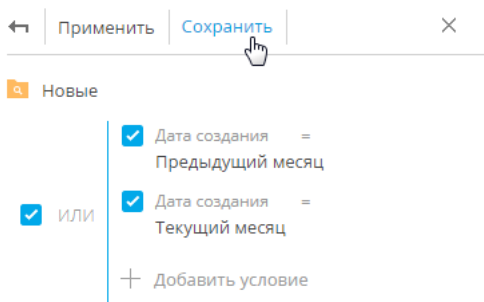 Применить Сохранить
Новые
Дата создания =
Предыдущий месяц
Дата создания =
ИЛИ
Текущий месяц
Добавить условие